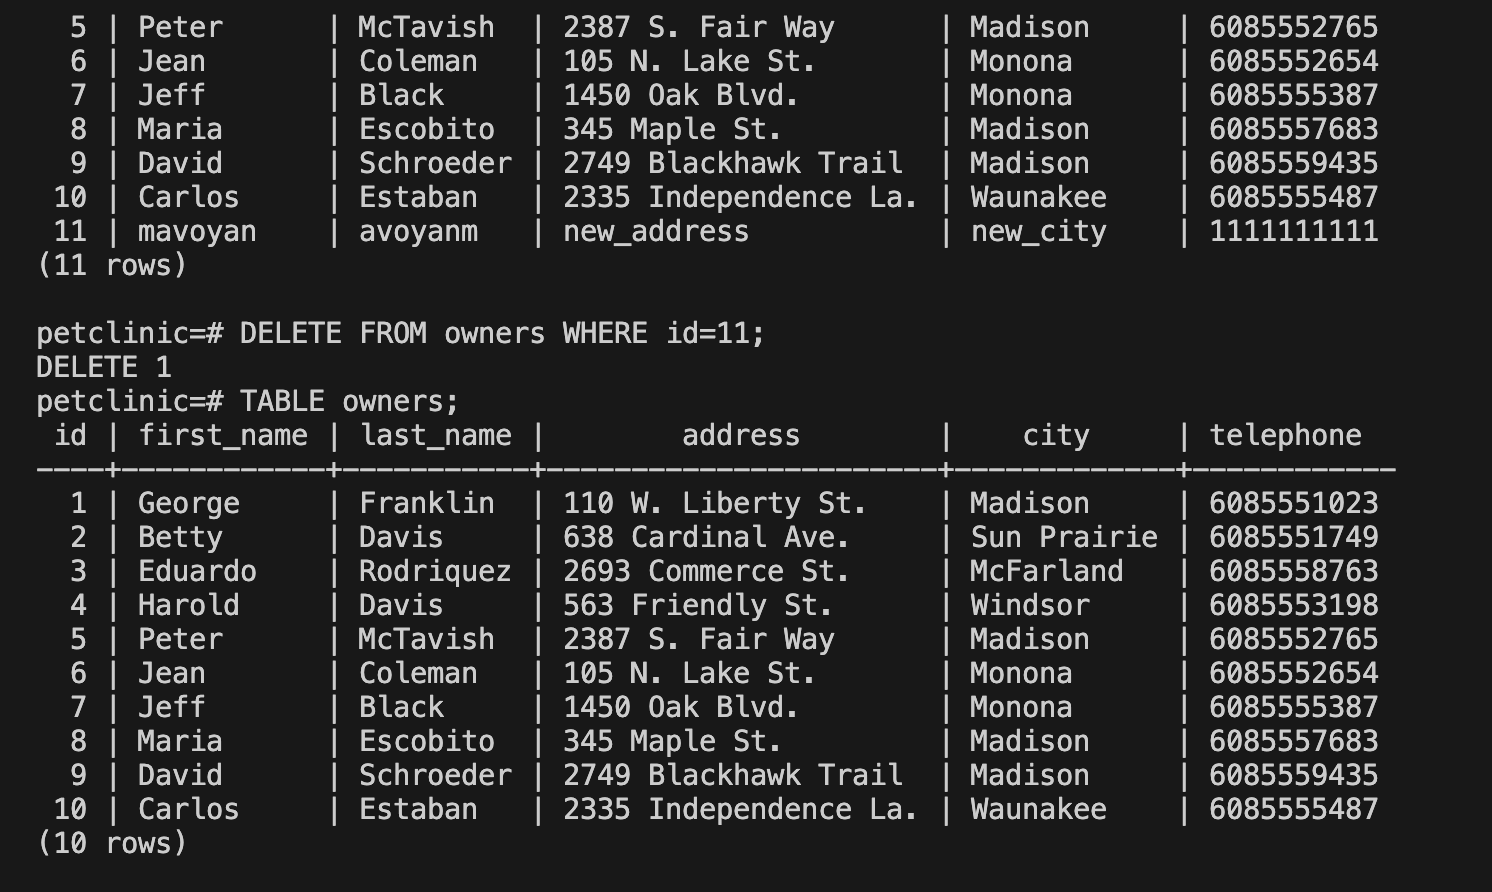 5 | Peter      | McTavish  | 2387 S. Fair Way      | Madison     | 6085552765
  6 | Jean       | Coleman   | 105 N. Lake St.       | Monona      | 6085552654
  7 | Jeff       | Black     | 1450 Oak Blvd.        | Monona      | 6085555387
  8 | Maria      | Escobito  | 345 Maple St.         | Madison     | 6085557683
  9 | David      | Schroeder | 2749 Blackhawk Trail  | Madison     | 6085559435
 10 | Carlos     | Estaban   | 2335 Independence La. | Waunakee    | 6085555487
 11 | mavoyan    | avoyanm   | new_address           | new_city    | 1111111111
(11 rows)

petclinic=# DELETE FROM owners WHERE id=11;
DELETE 1
petclinic=# TABLE owners;
 id | first_name | last_name |        address        |    city     | telephone
----+------------+-----------+-----------------------+-------------+------------
  1 | George     | Franklin  | 110 W. Liberty St.    | Madison     | 6085551023
  2 | Betty      | Davis     | 638 Cardinal Ave.     | Sun Prairie | 6085551749
  3 | Eduardo    | Rodriquez | 2693 Commerce St.     | McFarland   | 6085558763
  4 | Harold     | Davis     | 563 Friendly St.      | Windsor     | 6085553198
  5 | Peter      | McTavish  | 2387 S. Fair Way      | Madison     | 6085552765
  6 | Jean       | Coleman   | 105 N. Lake St.       | Monona      | 6085552654
  7 | Jeff       | Black     | 1450 Oak Blvd.        | Monona      | 6085555387
  8 | Maria      | Escobito  | 345 Maple St.         | Madison     | 6085557683
  9 | David      | Schroeder | 2749 Blackhawk Trail  | Madison     | 6085559435
 10 | Carlos     | Estaban   | 2335 Independence La. | Waunakee    | 6085555487
(10 rows)